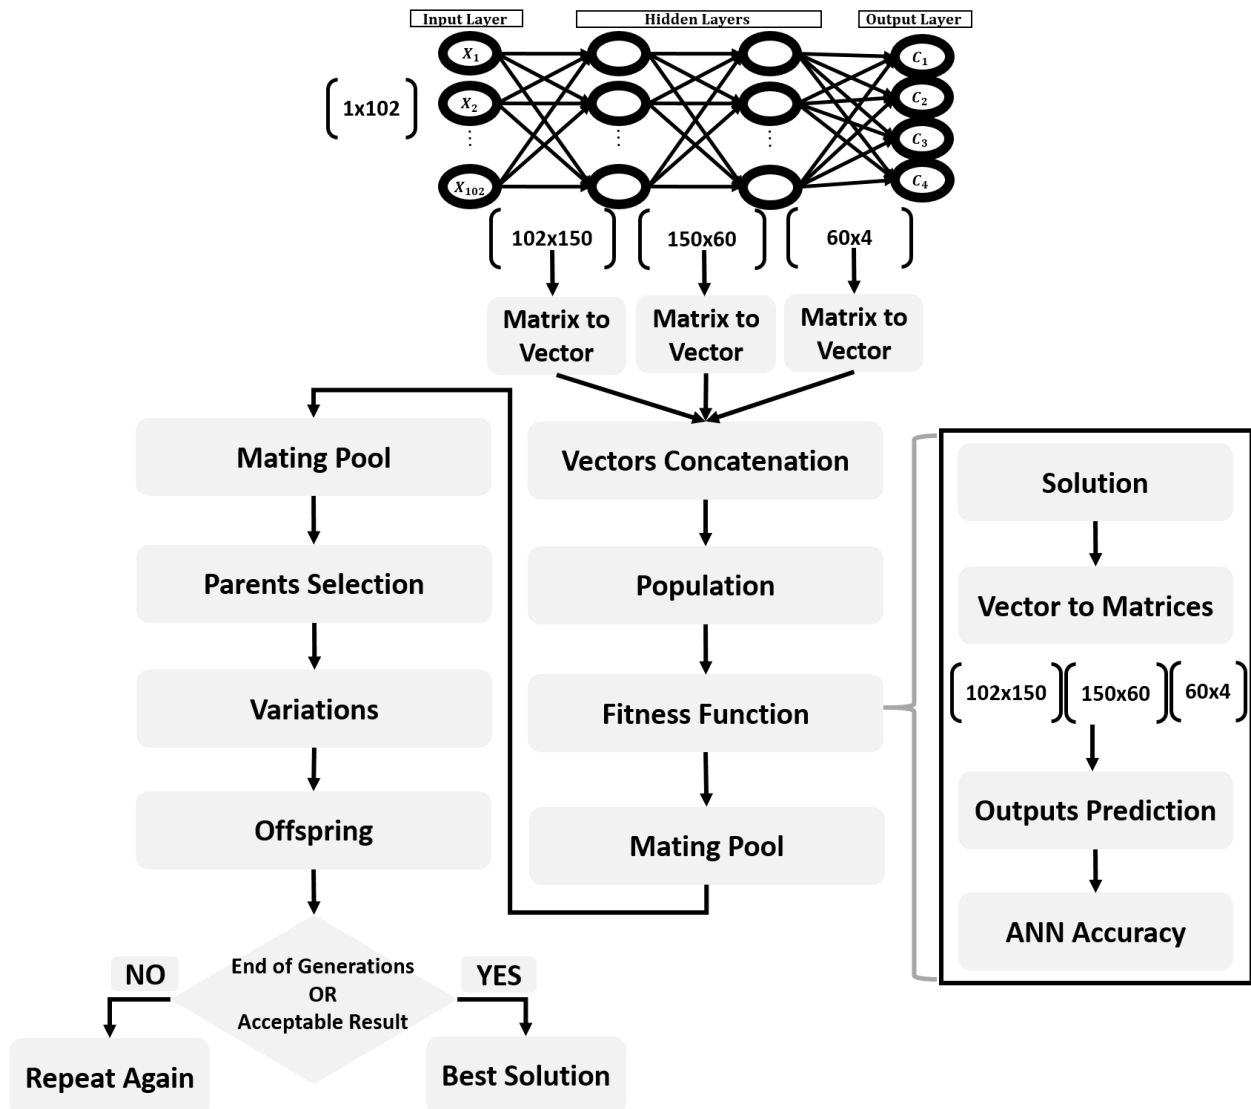 Input Layer
Hidden Layers
Output Layer
X1
X2
⋮
X102
⋮
⋮
C1
C2
C3
C4
1x102
102x150
150x60
60x4
Matrix to
Vector
Matrix to
Vector
Matrix to
Vector
Vectors Concatenation
Population
Fitness Function
Mating Pool
Mating Pool
Parents Selection
Variations
Offspring
End of Generations
OR
Acceptable Result
NO
YES
Repeat Again
Best Solution
Solution
Vector to Matrices
102x150
150x60
60x4
Outputs Prediction
ANN Accuracy